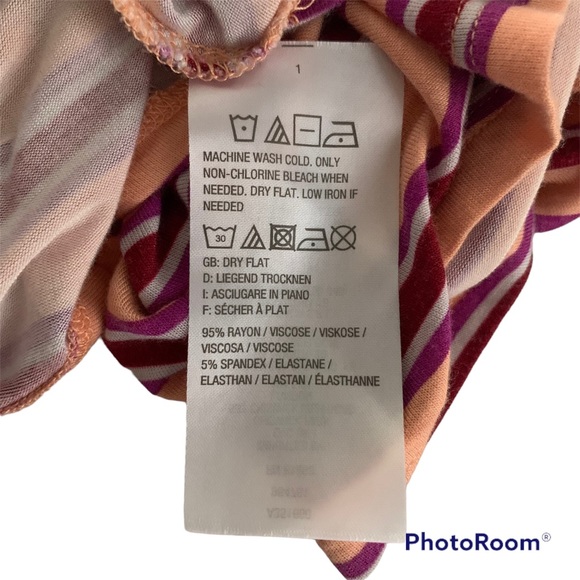 1
MACHINE WASH COLD. ONLY
NON-CHLORINE BLEACH WHEN
NEEDED. DRY FLAT. LOW IRON IF
NEEDED
30
GB: DRY FLAT
D: LIEGEND TROCKNEN
I: ASCIUGARE IN PIANO
F: SÉCHER À PLAT
95% RAYON / VISCOSE / VISKOSE /
VISCOSA / VISCOSE
5% SPANDEX / ELASTANE /
ELASTHAN / ELASTAN / ÉLASTHANNE
PhotoRoom®